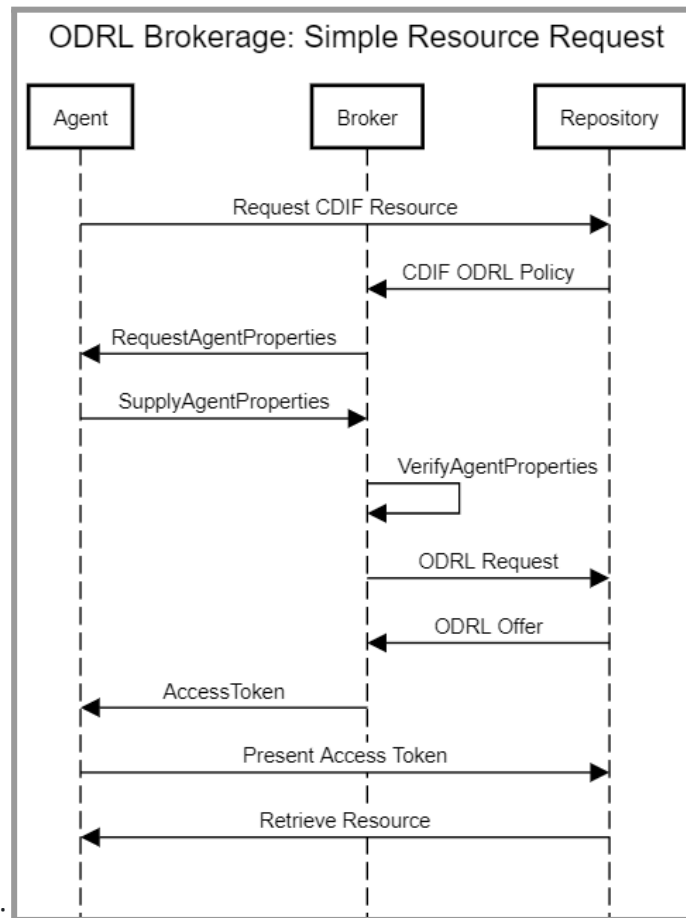 ODRL Brokerage: Simple Resource Request
Agent Broker Repository
Request CDIF Resource
CDIF ODRL Policy
RequestAgentProperties
SupplyAgentProperties
VerifyAgentProperties
ODRL Request
ODRL Offer
AccessToken
Present Access Token
Retrieve Resource
.